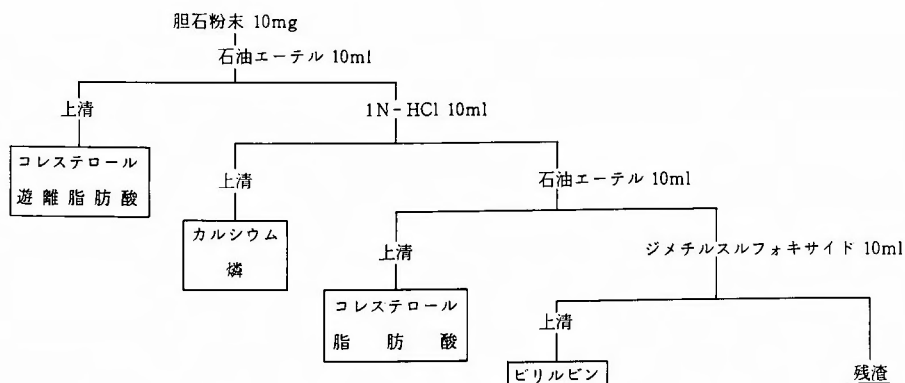 胆石粉末 10mg
石油エーテル 10ml
上清
1N-HCl 10ml
コレステロール
遊離脂肪酸
上清
石油エーテル 10ml
カルシウム
燐
上清
ジメチルスルフォキサイド 10ml
コレステロール
脂肪酸
上清
ビリルビン
残渣